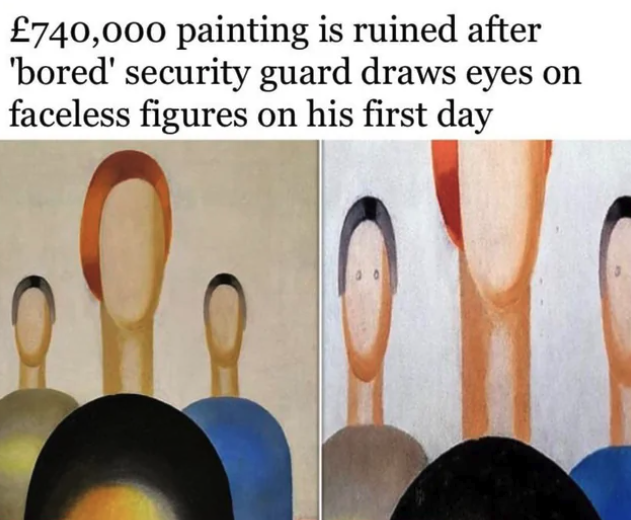 £740,000 painting is ruined after
'bored' security guard draws eyes on
faceless figures on his first day